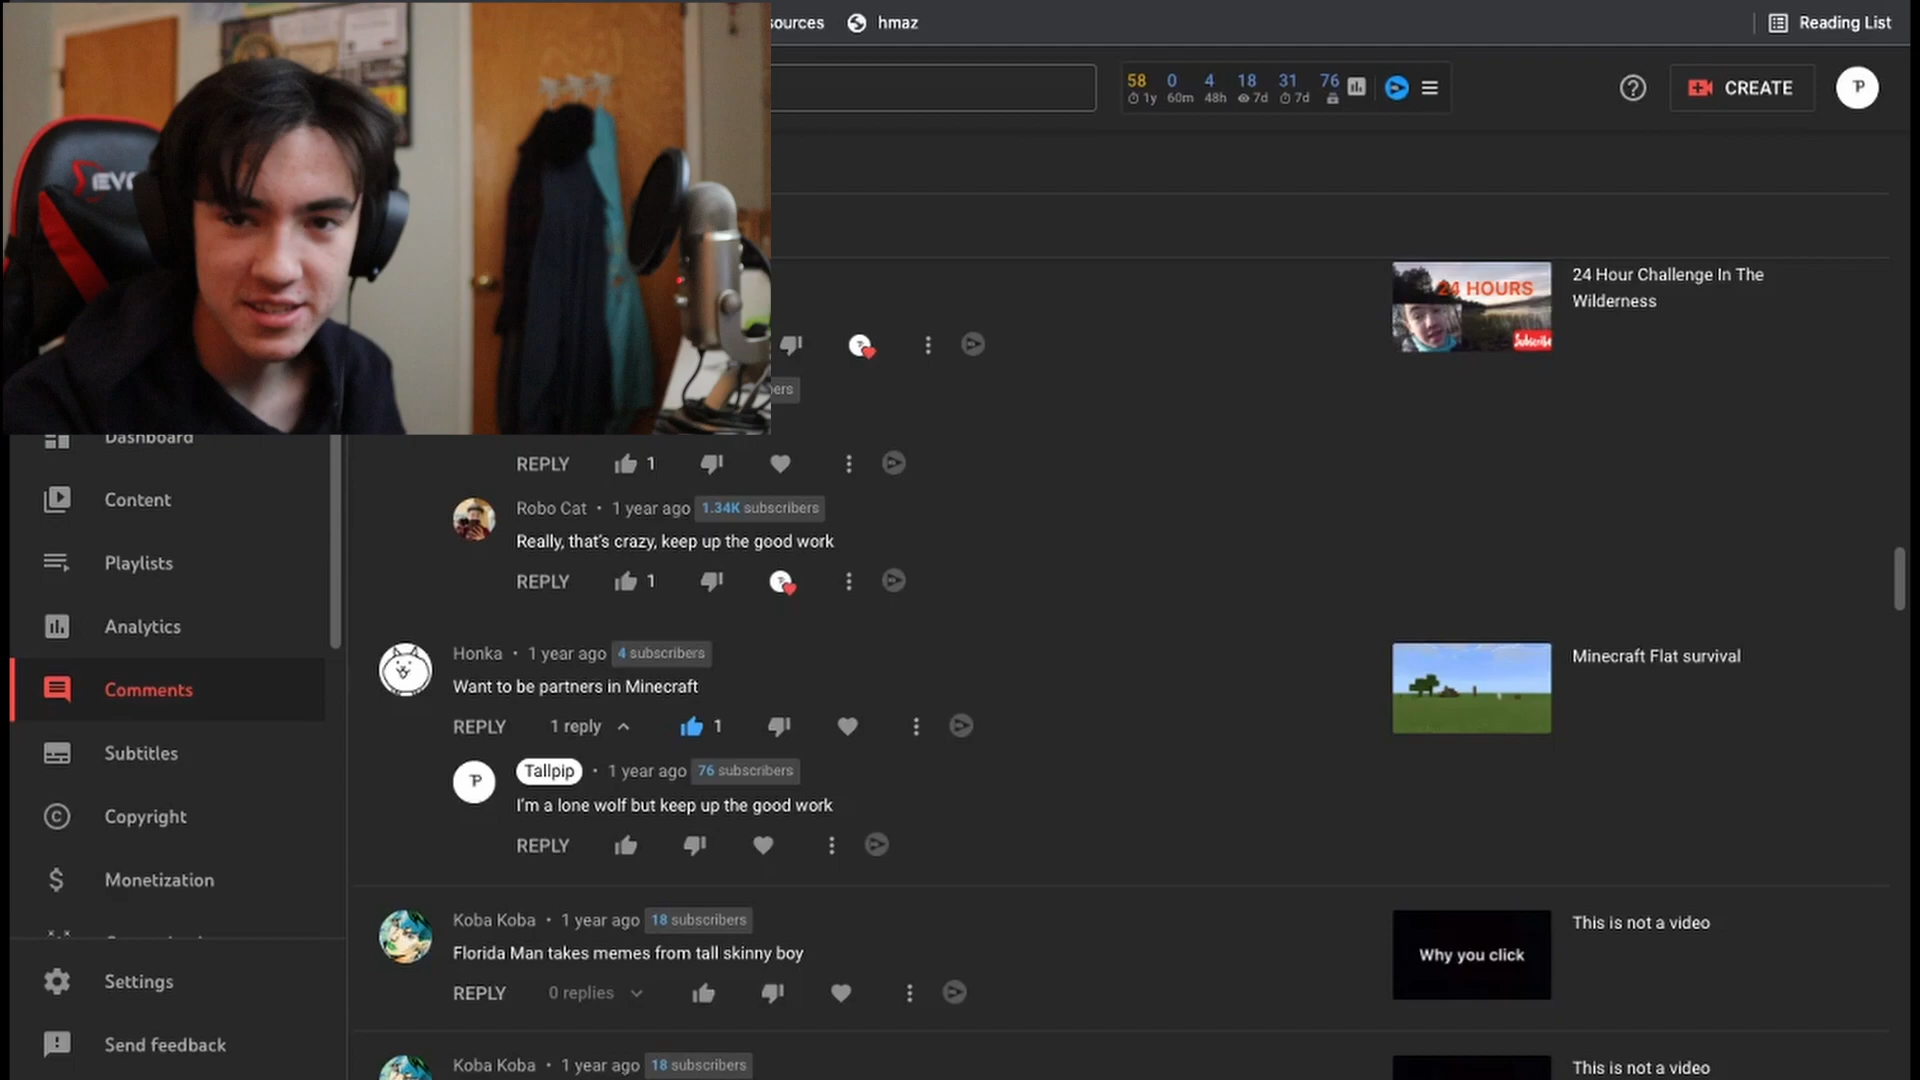 sources
hmaz
Reading List
58 0 4 18 31 76
1y 60m 48h 7d 7d
CREATE
24 Hour Challenge In The
Wilderness
24 HOURS
Subscribe
Dashboard
REPLY 1
Content
Robo Cat • 1 year ago 1.34K subscribers
Really, that's crazy, keep up the good work
Playlists
REPLY 1
Analytics
Honka • 1 year ago 4 subscribers
Want to be partners in Minecraft
Minecraft Flat survival
Comments
REPLY 1 reply 1
Subtitles
Tallpip • 1 year ago 76 subscribers
I'm a lone wolf but keep up the good work
Copyright
REPLY
Monetization
Koba Koba • 1 year ago 18 subscribers
Florida Man takes memes from tall skinny boy
This is not a video
Why you click
Settings
REPLY 0 replies
Send feedback
Koba Koba • 1 year ago 18 subscribers
This is not a video